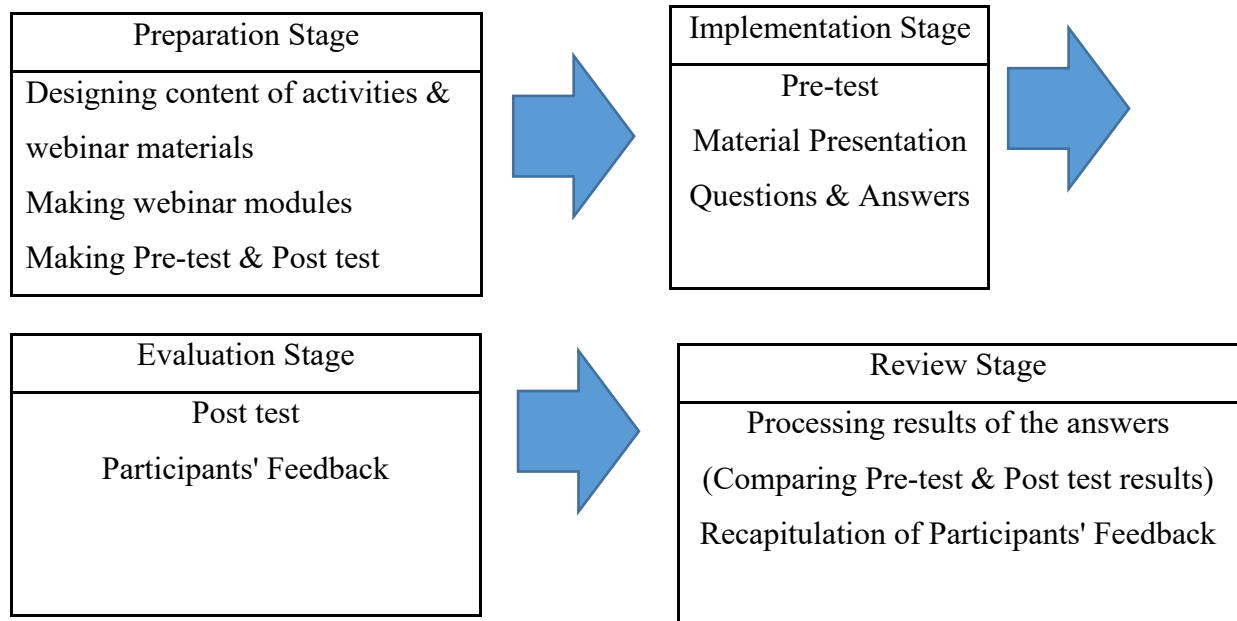 Preparation Stage
Designing content of activities &
webinar materials
Making webinar modules
Making Pre-test & Post test
Implementation Stage
Pre-test
Material Presentation
Questions & Answers
Evaluation Stage
Post test
Participants' Feedback
Review Stage
Processing results of the answers
(Comparing Pre-test & Post test results)
Recapitulation of Participants' Feedback